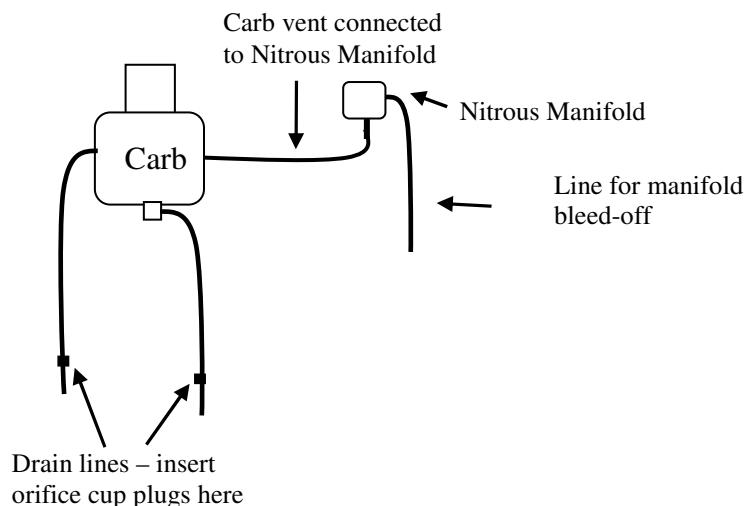 Carb vent connected
to Nitrous Manifold
Nitrous Manifold
Carb
Line for manifold
bleed-off
Drain lines – insert
orifice cup plugs here